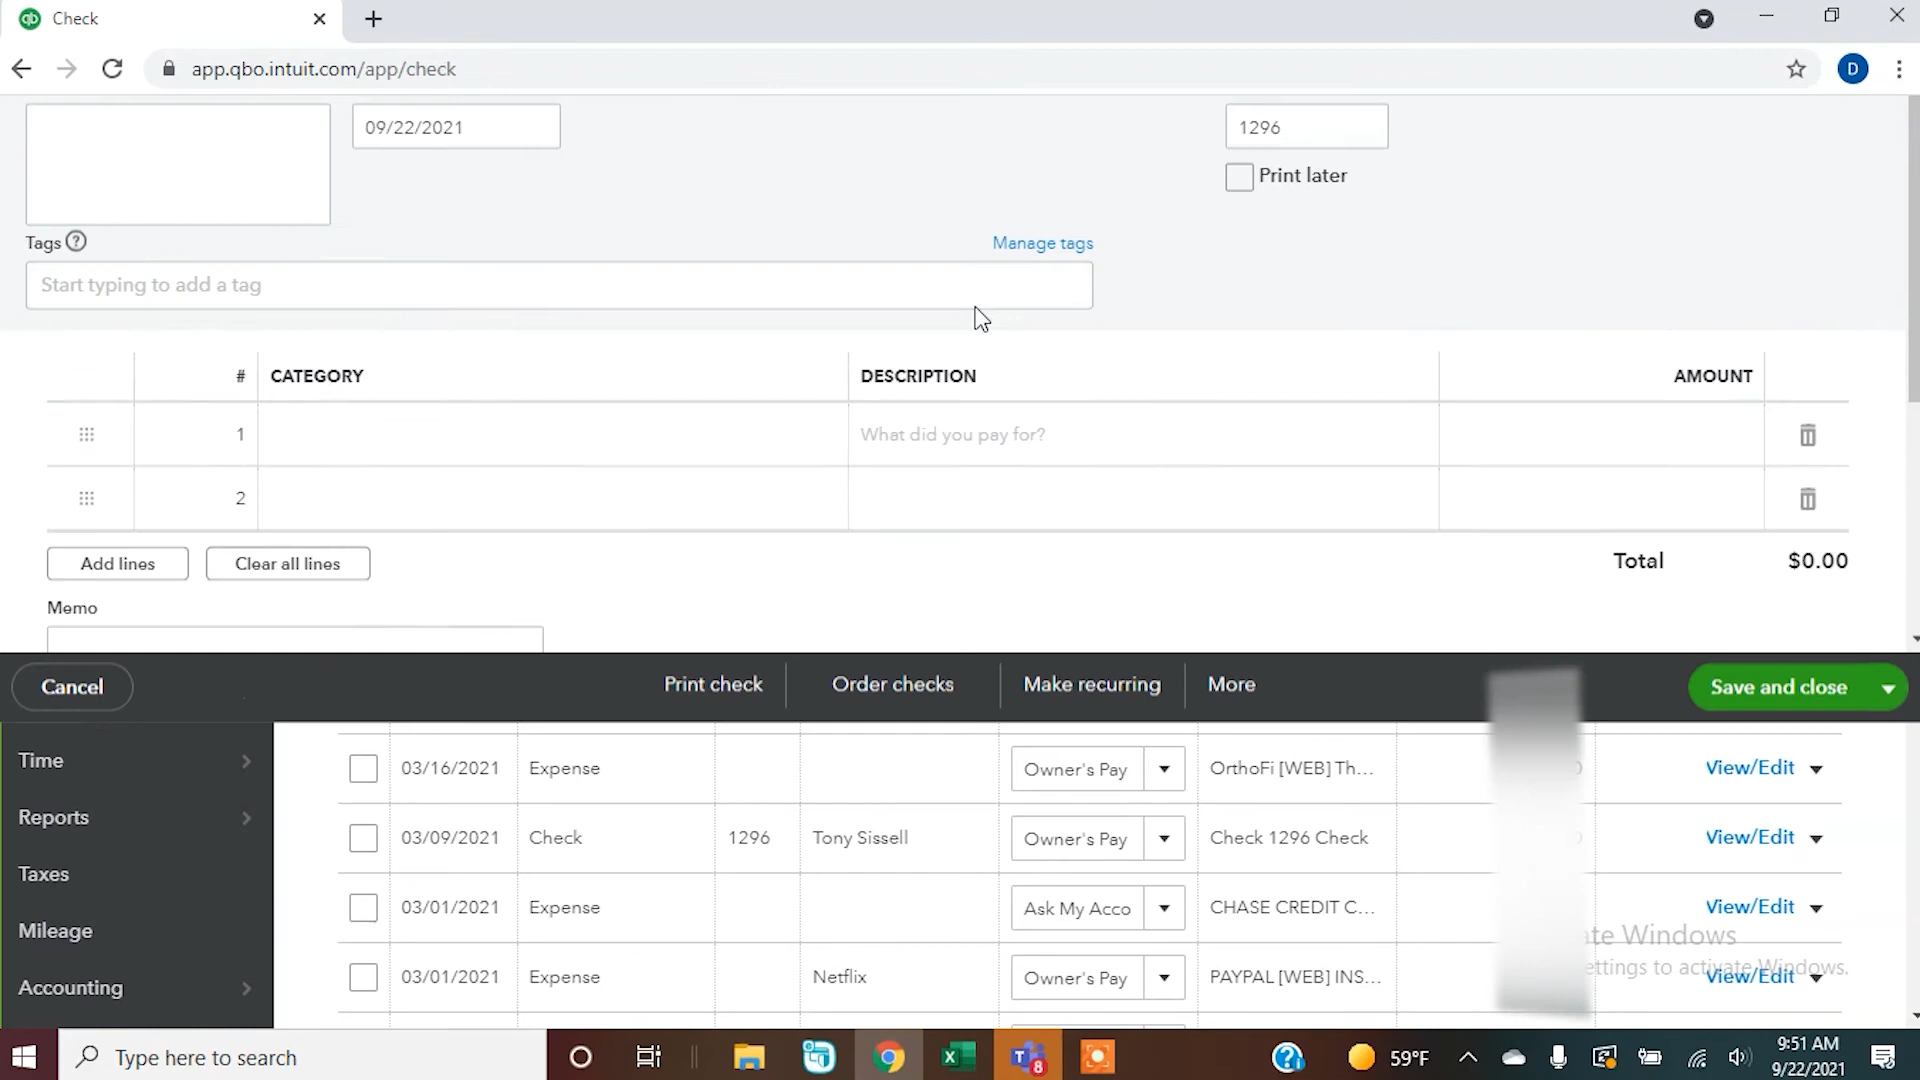 Check
app.qbo.intuit.com/app/check
D
09/22/2021
1296
Print later
Tags ?
Manage tags
Start typing to add a tag
# CATEGORY DESCRIPTION AMOUNT
1 What did you pay for?
2
Add lines Clear all lines
Total $0.00
Memo
Cancel Print check Order checks Make recurring More Save and close
Time
Reports
Taxes
Mileage
Accounting
03/16/2021 Expense Owner's Pay OrthoFi [WEB] Th... View/Edit
03/09/2021 Check 1296 Tony Sissell Owner's Pay Check 1296 Check View/Edit
03/01/2021 Expense Ask My Acco CHASE CREDIT C... View/Edit
03/01/2021 Expense Netflix Owner's Pay PAYPAL [WEB] INS... View/Edit
ate Windows
ettings to activate Windows.
Type here to search
8
59°F
9:51 AM
9/22/2021